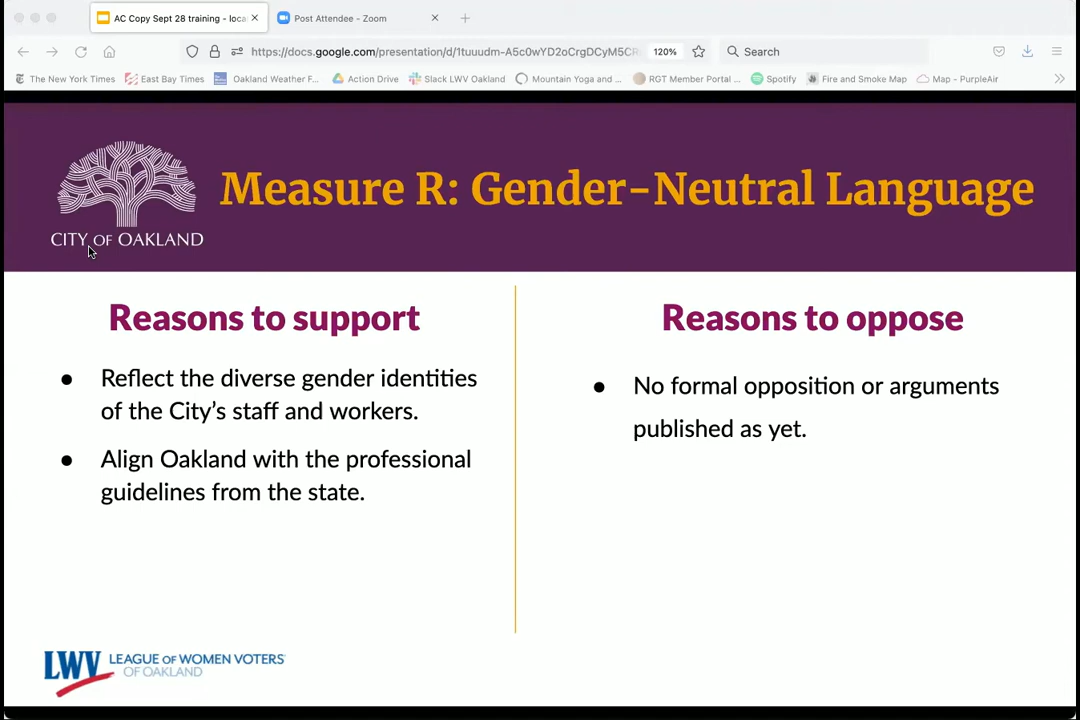 AC Copy Sept 28 training - loca
Post Attendee - Zoom
https://docs.google.com/presentation/d/1tuuudm-A5c0wYD2oCrgDCyM5CR
120%
Search
The New York Times
East Bay Times
Oakland Weather F...
Action Drive
Slack LWV Oakland
Mountain Yoga and ...
RGT Member Portal ...
Spotify
Fire and Smoke Map
Map - PurpleAir
Measure R: Gender-Neutral Language
CITY OF OAKLAND
Reasons to support
● Reflect the diverse gender identities
of the City’s staff and workers.
● Align Oakland with the professional
guidelines from the state.
Reasons to oppose
● No formal opposition or arguments
published as yet.
LWV LEAGUE OF WOMEN VOTERS®
OF OAKLAND